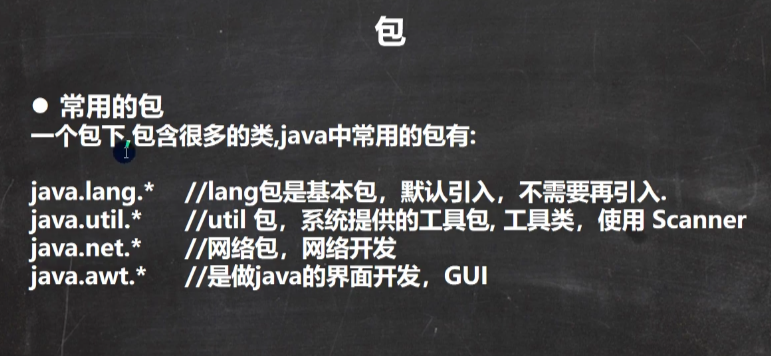 包
● 常用的包
一个包下,包含很多的类,java中常用的包有:
java.lang.* //lang包是基本包，默认引入，不需要再引入.
java.util.* //util 包，系统提供的工具包, 工具类，使用 Scanner
java.net.* //网络包，网络开发
java.awt.* //是做java的界面开发，GUI